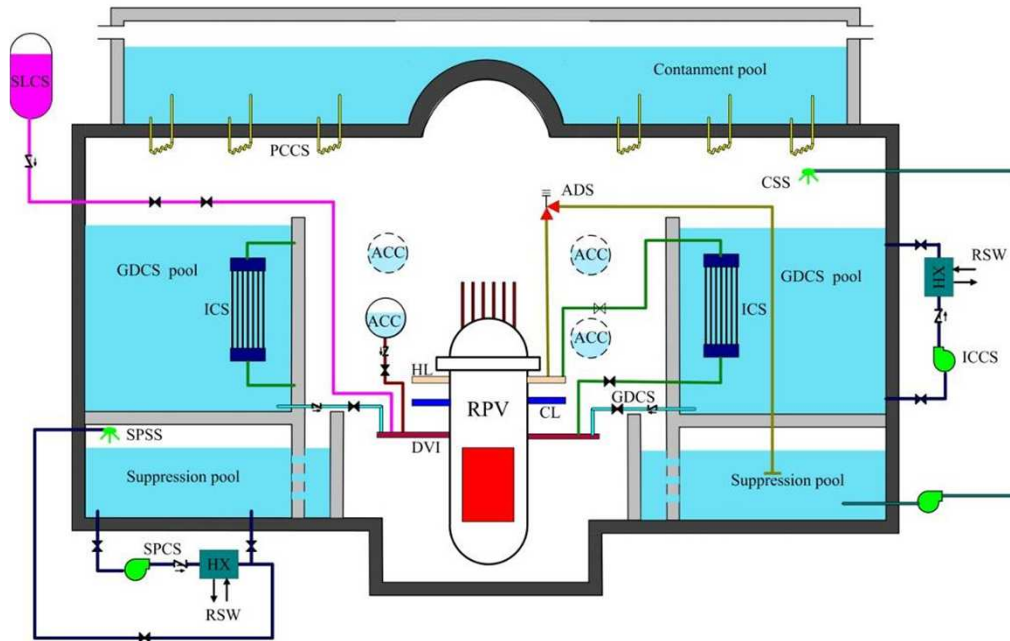 SLCS
Contanment pool
PCCS
CSS
ADS
GDCS pool
ICS
ACC
ACC
ACC
ACC
ICS
GDCS pool
RSW
HX
ICCS
HL
RPV
CL
GDCS
DVI
SPSS
Suppression pool
Suppression pool
SPCS
HX
RSW